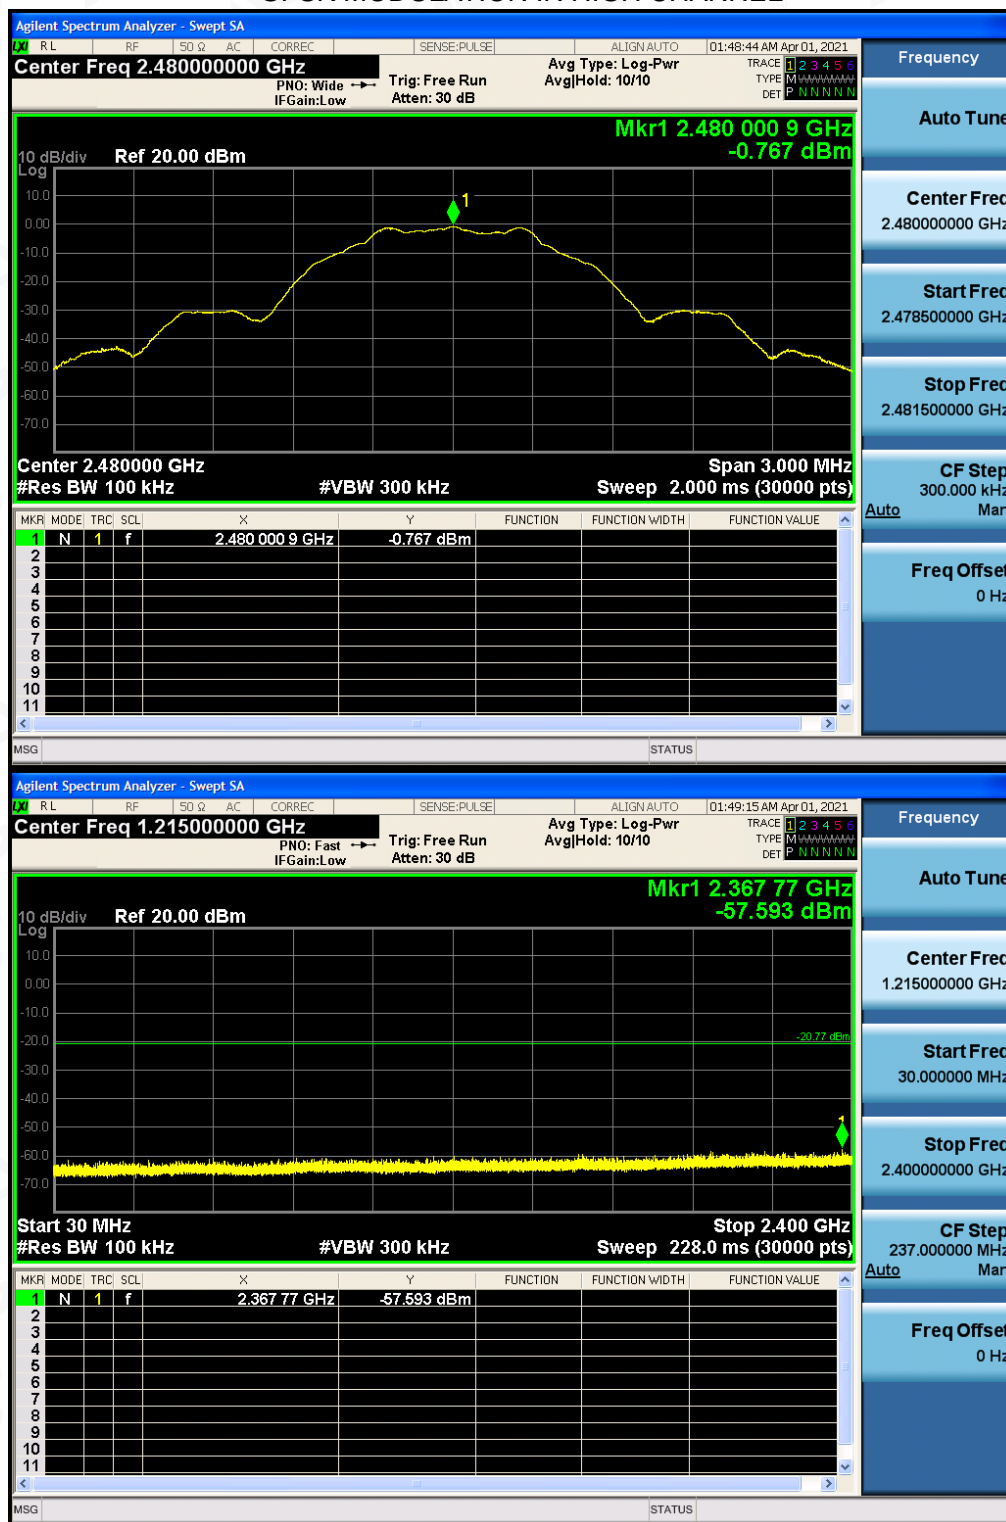 Agilent Spectrum Analyzer - Swept SA
LXI RL RF 50 Ω AC CORREC SENSE:PULSE ALIGN AUTO 01:48:44 AM Apr 01, 2021
Center Freq 2.480000000 GHz
PNO: Wide
IFGain:Low
Trig: Free Run
Atten: 30 dB
Avg Type: Log-Pwr
Avg|Hold: 10/10
TRACE 1 2 3 4 5 6
TYPE M
DET P N N N N N
Mkr1 2.480 000 9 GHz
-0.767 dBm
10 dB/div Ref 20.00 dBm
Log
10.0
0.00
-10.0
-20.0
-30.0
-40.0
-50.0
-60.0
-70.0
1
Center 2.480000 GHz Span 3.000 MHz
#Res BW 100 kHz #VBW 300 kHz Sweep 2.000 ms (30000 pts)
MKR MODE TRC SCL X Y FUNCTION FUNCTION WIDTH FUNCTION VALUE
1 N 1 f 2.480 000 9 GHz -0.767 dBm
2
3
4
5
6
7
8
9
10
11
MSG STATUS
Frequency
Auto Tune
Center Freq
2.480000000 GHz
Start Freq
2.478500000 GHz
Stop Freq
2.481500000 GHz
CF Step
300.000 kHz
Auto Man
Freq Offset
0 Hz
Agilent Spectrum Analyzer - Swept SA
LXI RL RF 50 Ω AC CORREC SENSE:PULSE ALIGN AUTO 01:49:15 AM Apr 01, 2021
Center Freq 1.215000000 GHz
PNO: Fast
IFGain:Low
Trig: Free Run
Atten: 30 dB
Avg Type: Log-Pwr
Avg|Hold: 10/10
TRACE 1 2 3 4 5 6
TYPE M
DET P N N N N N
Mkr1 2.367 77 GHz
-57.593 dBm
10 dB/div Ref 20.00 dBm
Log
10.0
0.00
-10.0
-20.0
-30.0
-40.0
-50.0
-60.0
-70.0
-20.77 dBm
1
Start 30 MHz Stop 2.400 GHz
#Res BW 100 kHz #VBW 300 kHz Sweep 228.0 ms (30000 pts)
MKR MODE TRC SCL X Y FUNCTION FUNCTION WIDTH FUNCTION VALUE
1 N 1 f 2.367 77 GHz -57.593 dBm
2
3
4
5
6
7
8
9
10
11
MSG STATUS
Frequency
Auto Tune
Center Freq
1.215000000 GHz
Start Freq
30.000000 MHz
Stop Freq
2.400000000 GHz
CF Step
237.000000 MHz
Auto Man
Freq Offset
0 Hz